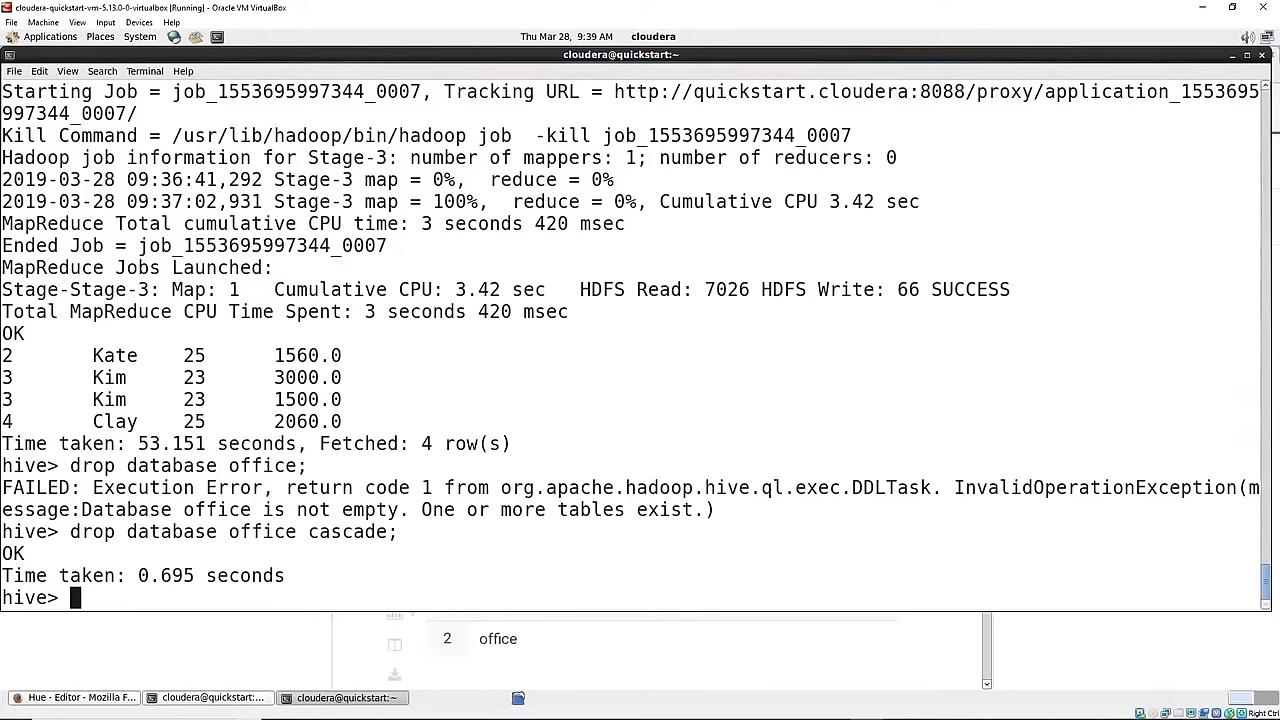 cloudera-quickstart-vm-5.13.0-0-virtualbox [Running] - Oracle VM VirtualBox
File Machine View Input Devices Help
Applications Places System Thu Mar 28, 9:39 AM cloudera
cloudera@quickstart:~
File Edit View Search Terminal Help
Starting Job = job_1553695997344_0007, Tracking URL = http://quickstart.cloudera:8088/proxy/application_1553695
997344_0007/
Kill Command = /usr/lib/hadoop/bin/hadoop job  -kill job_1553695997344_0007
Hadoop job information for Stage-3: number of mappers: 1; number of reducers: 0
2019-03-28 09:36:41,292 Stage-3 map = 0%,  reduce = 0%
2019-03-28 09:37:02,931 Stage-3 map = 100%,  reduce = 0%, Cumulative CPU 3.42 sec
MapReduce Total cumulative CPU time: 3 seconds 420 msec
Ended Job = job_1553695997344_0007
MapReduce Jobs Launched:
Stage-Stage-3: Map: 1   Cumulative CPU: 3.42 sec   HDFS Read: 7026 HDFS Write: 66 SUCCESS
Total MapReduce CPU Time Spent: 3 seconds 420 msec
OK
2 Kate 25 1560.0
3 Kim 23 3000.0
3 Kim 23 1500.0
4 Clay 25 2060.0
Time taken: 53.151 seconds, Fetched: 4 row(s)
hive> drop database office;
FAILED: Execution Error, return code 1 from org.apache.hadoop.hive.ql.exec.DDLTask. InvalidOperationException(m
essage:Database office is not empty. One or more tables exist.)
hive> drop database office cascade;
OK
Time taken: 0.695 seconds
hive>
2 office
Hue - Editor - Mozilla F... cloudera@quickstart:... cloudera@quickstart:~
Right Ctrl